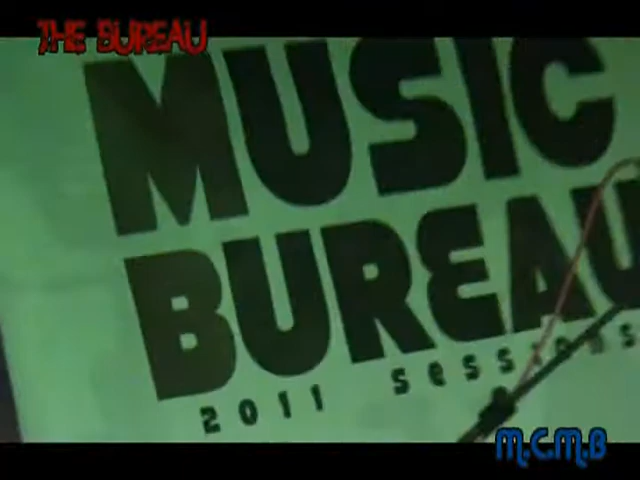 THE BUREAU
MUSIC
BUREAU
2011 sessions
M.C.M.B